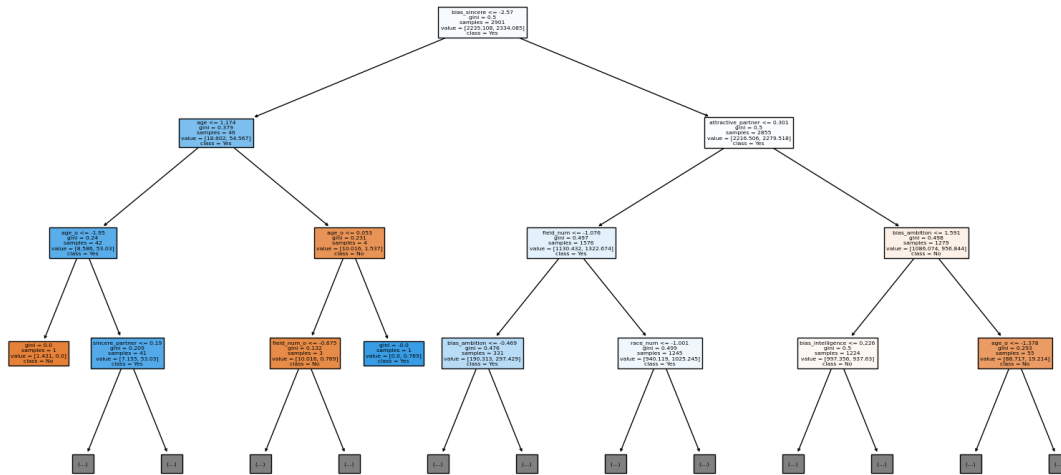 bias_sincere <= -2.57
gini = 0.5
samples = 2901
value = [2235.108, 2334.085]
class = Yes
age <= 1.174
gini = 0.379
samples = 46
value = [18.602, 54.567]
class = Yes
attractive_partner <= 0.301
gini = 0.5
samples = 2855
value = [2216.506, 2279.518]
class = Yes
age_o <= -1.95
gini = 0.24
samples = 42
value = [8.586, 53.03]
class = Yes
age_o <= 0.053
gini = 0.231
samples = 4
value = [10.016, 1.537]
class = No
field_num <= -1.076
gini = 0.497
samples = 1576
value = [1130.432, 1322.674]
class = Yes
bias_ambition <= 1.591
gini = 0.498
samples = 1279
value = [1086.074, 956.844]
class = No
gini = 0.0
samples = 1
value = [1.431, 0.0]
class = No
sincere_partner <= 0.19
gini = 0.209
samples = 41
value = [7.155, 53.03]
class = Yes
field_num_o <= -0.675
gini = 0.132
samples = 3
value = [10.016, 0.769]
class = No
gini = -0.0
samples = 1
value = [0.0, 0.769]
class = Yes
bias_ambition <= -0.469
gini = 0.476
samples = 331
value = [190.313, 297.429]
class = Yes
race_num <= -1.001
gini = 0.499
samples = 1245
value = [940.119, 1025.245]
class = Yes
bias_intelligence <= 0.226
gini = 0.5
samples = 1224
value = [997.356, 937.63]
class = No
age_o <= -1.378
gini = 0.292
samples = 55
value = [88.717, 19.214]
class = No
(...)
(...)
(...)
(...)
(...)
(...)
(...)
(...)
(...)
(...)
(...)
(...)